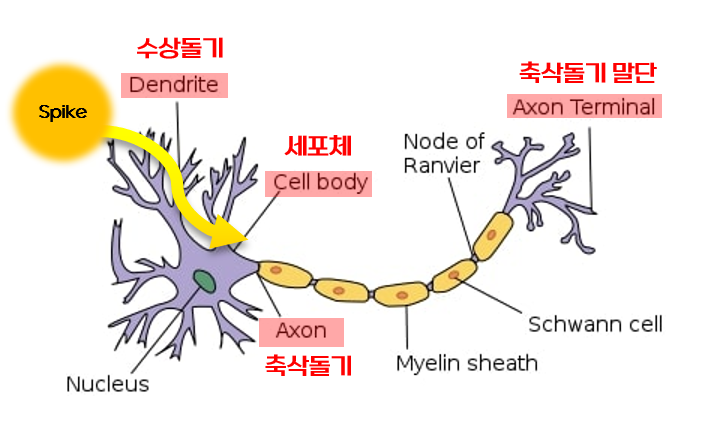 수상돌기
Dendrite
Spike
축삭돌기 말단
Axon Terminal
세포체
Cell body
Node of
Ranvier
Axon
축삭돌기
Schwann cell
Myelin sheath
Nucleus